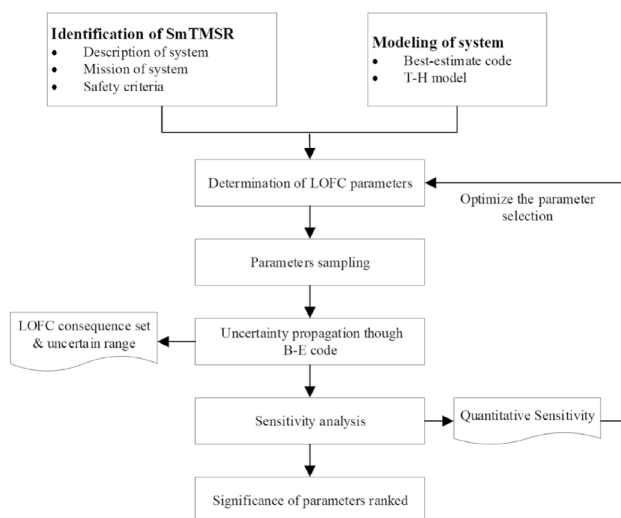 Identification of SmTMSR
• Description of system
• Mission of system
• Safety criteria
Modeling of system
• Best-estimate code
• T-H model
Determination of LOFC parameters
Optimize the parameter
selection
Parameters sampling
LOFC consequence set
& uncertain range
Uncertainty propagation though
B-E code
Sensitivity analysis
Quantitative Sensitivity
Significance of parameters ranked